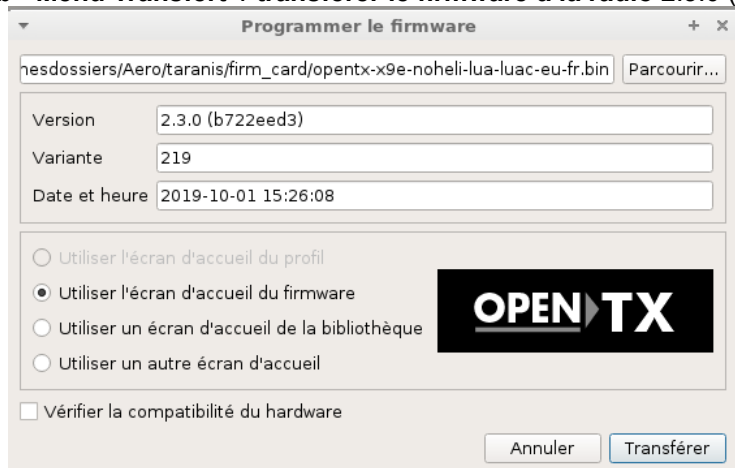 Programmer le firmware
nesdossiers/Aero/taranis/firm_card/opentx-x9e-noheli-lua-luac-eu-fr.bin Parcourir...
Version 2.3.0 (b722eed3)
Variante 219
Date et heure 2019-10-01 15:26:08
Utiliser l'écran d'accueil du profil
Utiliser l'écran d'accueil du firmware
Utiliser un écran d'accueil de la bibliothèque
Utiliser un autre écran d'accueil
OPENTX
Vérifier la compatibilité du hardware
Annuler Transférer